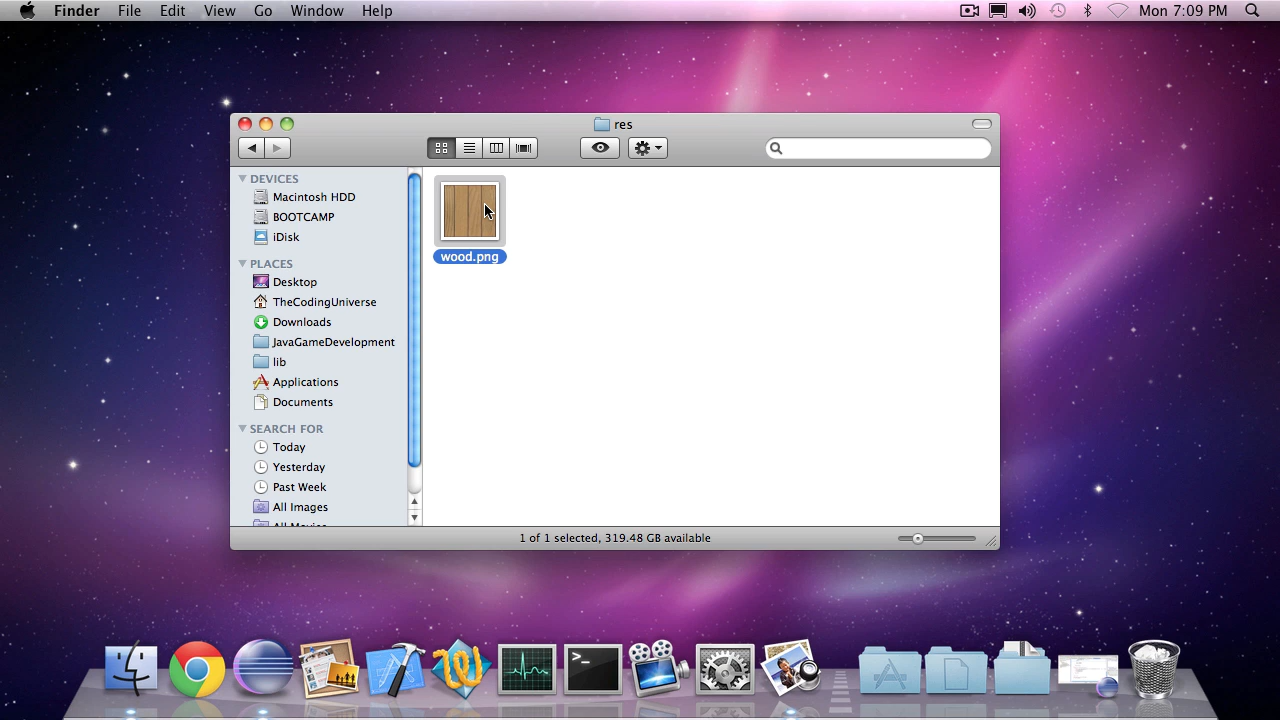 Finder File Edit View Go Window Help Mon 7:09 PM
res
DEVICES
Macintosh HDD
BOOTCAMP
iDisk
PLACES
Desktop
TheCodingUniverse
Downloads
JavaGameDevelopment
lib
Applications
Documents
SEARCH FOR
Today
Yesterday
Past Week
All Images
All Movies
wood.png
1 of 1 selected, 319.48 GB available
>_